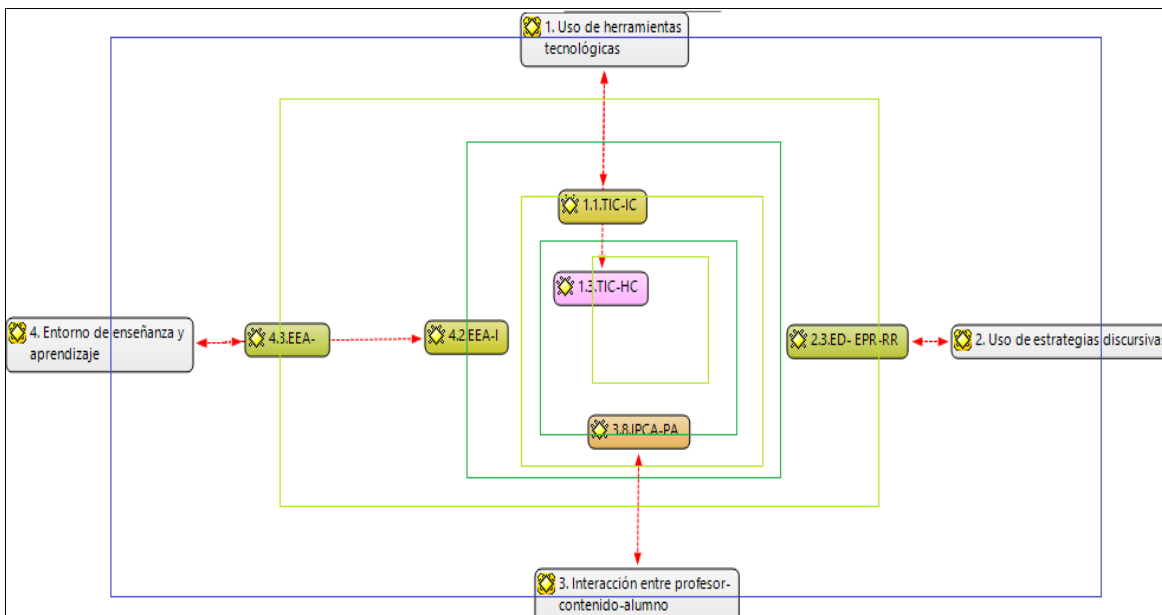 1. Uso de herramientas
tecnológicas
1.1.TIC-IC
1.3.TIC-HC
4. Entorno de enseñanza y
aprendizaje
4.3.EEA-
4.2.EEA-I
2.3.ED- EPR-RR
2. Uso de estrategias discursivas
3.8.IPCA-PA
3. Interacción entre profesor-
contenido-alumno